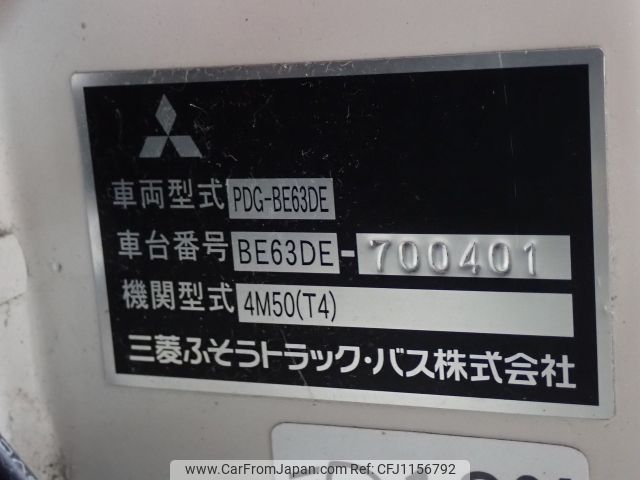 車両型式 PDG-BE63DE
車台番号 BE63DE-700401
機関型式 4M50(T4)
三菱ふそうトラック・バス株式会社
www.CarFromJapan.com | Ref No. CFJ1156792